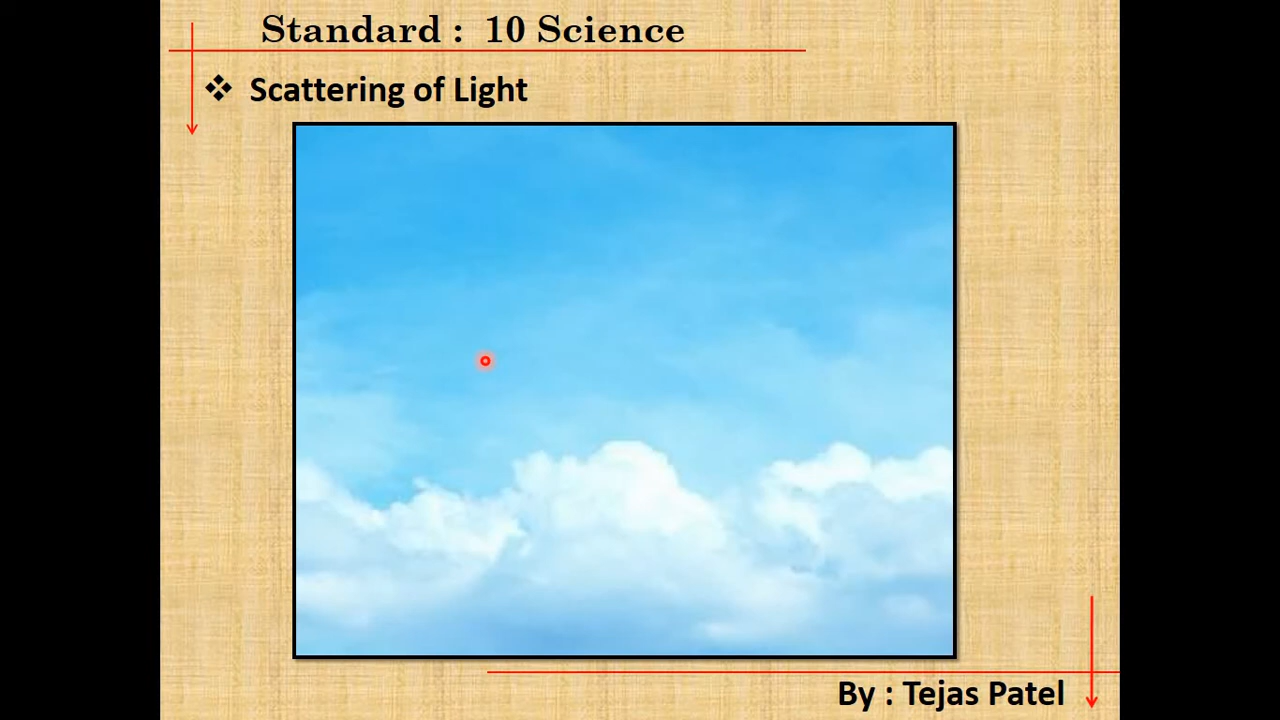 Standard : 10 Science
❖ Scattering of Light
By : Tejas Patel